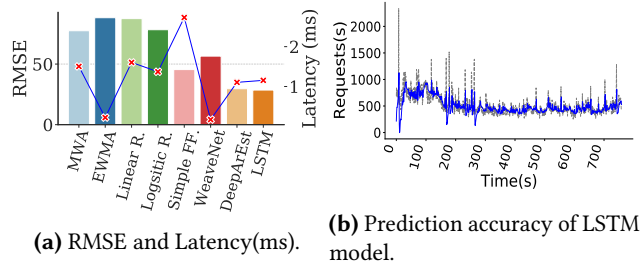 RMSE
50
0
MWA
EWMA
Linear R.
Logsitic R.
Simple FF.
WeaveNet
DeepArEst
LSTM
-2
-1
Latency (ms)
(a) RMSE and Latency(ms).
Requests(s)
2000
1500
1000
500
0
0
100
200
300
400
500
600
700
Time(s)
(b) Prediction accuracy of LSTM
model.